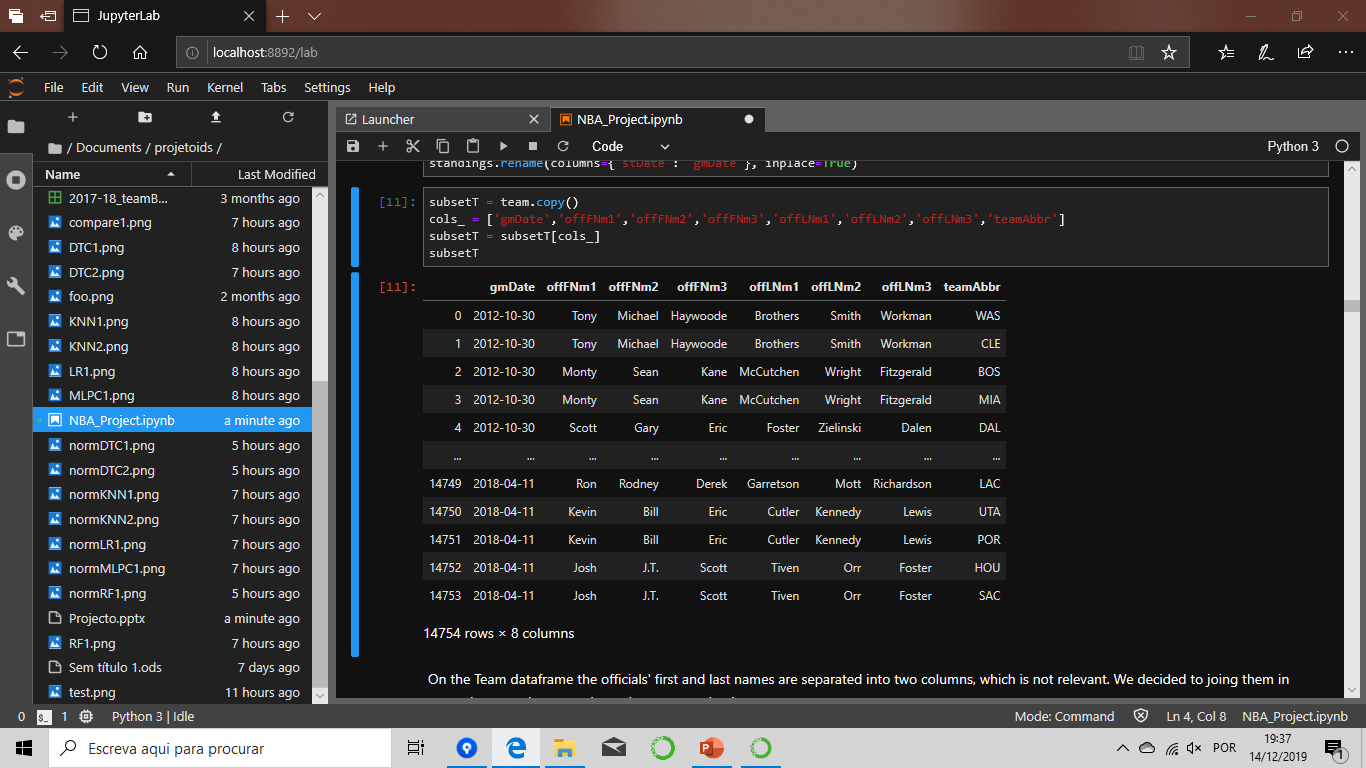 JupyterLab
localhost:8892/lab
File Edit View Run Kernel Tabs Settings Help
/ Documents / projetoids /
Name Last Modified
2017-18_teamB... 3 months ago
compare1.png 7 hours ago
DTC1.png 8 hours ago
DTC2.png 7 hours ago
foo.png 2 months ago
KNN1.png 8 hours ago
KNN2.png 8 hours ago
LR1.png 8 hours ago
MLPC1.png 8 hours ago
NBA_Project.ipynb a minute ago
normDTC1.png 5 hours ago
normDTC2.png 5 hours ago
normKNN1.png 7 hours ago
normKNN2.png 7 hours ago
normLR1.png 7 hours ago
normMLPC1.png 7 hours ago
normRF1.png 5 hours ago
Projecto.pptx a minute ago
RF1.png 7 hours ago
Sem título 1.ods 7 days ago
test.png 11 hours ago
Launcher NBA_Project.ipynb
Code Python 3
standings.rename(columns={'stDate': 'gmDate'}, inplace=True)
[11]: subsetT = team.copy()
cols_ = ['gmDate','offFNm1','offFNm2','offFNm3','offLNm1','offLNm2','offLNm3','teamAbbr']
subsetT = subsetT[cols_]
subsetT
[11]: gmDate offFNm1 offFNm2 offFNm3 offLNm1 offLNm2 offLNm3 teamAbbr
0 2012-10-30 Tony Michael Haywoode Brothers Smith Workman WAS
1 2012-10-30 Tony Michael Haywoode Brothers Smith Workman CLE
2 2012-10-30 Monty Sean Kane McCutchen Wright Fitzgerald BOS
3 2012-10-30 Monty Sean Kane McCutchen Wright Fitzgerald MIA
4 2012-10-30 Scott Gary Eric Foster Zielinski Dalen DAL
... ... ... ... ... ... ... ... ...
14749 2018-04-11 Ron Rodney Derek Garretson Mott Richardson LAC
14750 2018-04-11 Kevin Bill Eric Cutler Kennedy Lewis UTA
14751 2018-04-11 Kevin Bill Eric Cutler Kennedy Lewis POR
14752 2018-04-11 Josh J.T. Scott Tiven Orr Foster HOU
14753 2018-04-11 Josh J.T. Scott Tiven Orr Foster SAC
14754 rows × 8 columns
On the Team dataframe the officials' first and last names are separated into two columns, which is not relevant. We decided to joing them in
0 1 Python 3 | Idle Mode: Command Ln 4, Col 8 NBA_Project.ipynb
Escreva aqui para procurar
POR
19:37
14/12/2019
1